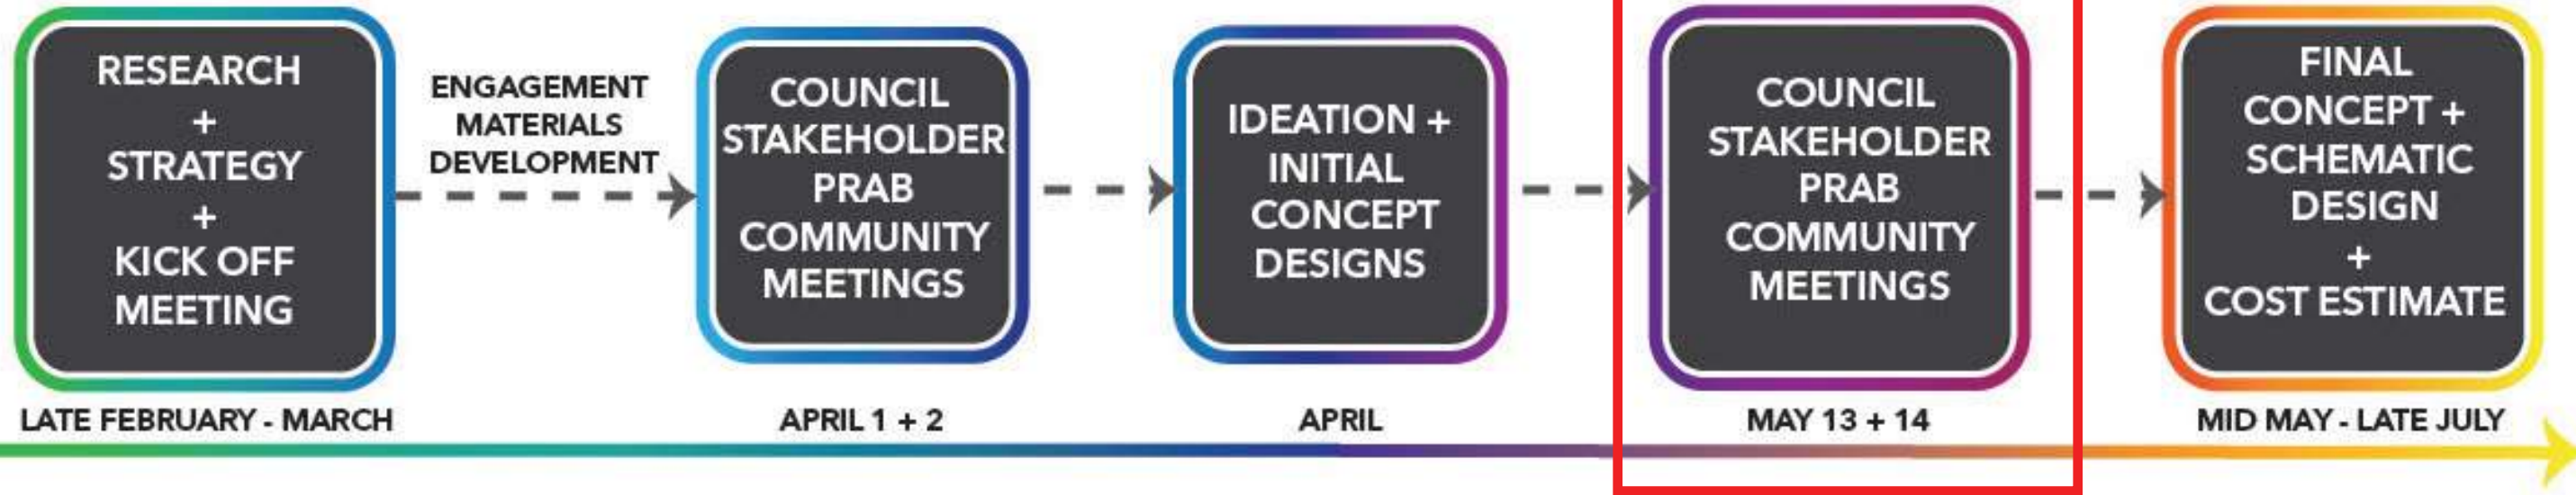 RESEARCH
+
STRATEGY
+
KICK OFF
MEETING
LATE FEBRUARY - MARCH
ENGAGEMENT
MATERIALS
DEVELOPMENT
COUNCIL
STAKEHOLDER
PRAB
COMMUNITY
MEETINGS
APRIL 1 + 2
IDEATION +
INITIAL
CONCEPT
DESIGNS
APRIL
COUNCIL
STAKEHOLDER
PRAB
COMMUNITY
MEETINGS
MAY 13 + 14
FINAL
CONCEPT +
SCHEMATIC
DESIGN
+
COST ESTIMATE
MID MAY - LATE JULY